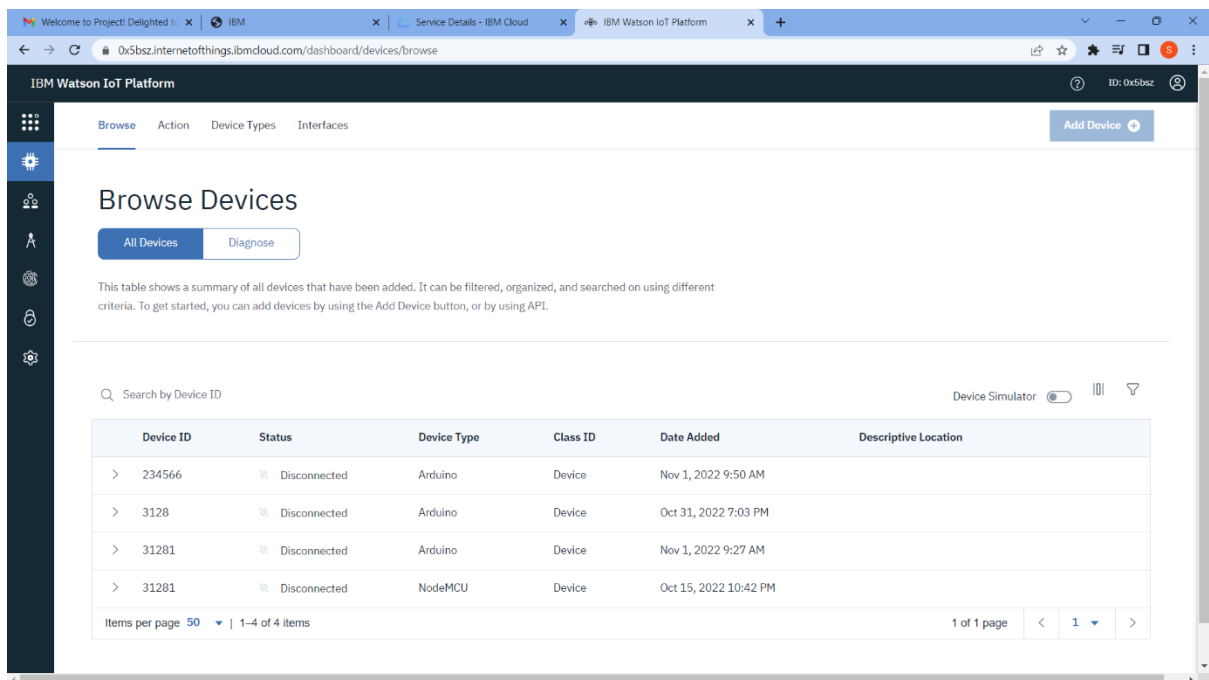 Welcome to Project! Delighted to
IBM
Service Details - IBM Cloud
IBM Watson IoT Platform
0x5bsz.internetofthings.ibmcloud.com/dashboard/devices/browse
S
IBM Watson IoT Platform
ID: 0x5bsz
Browse Action Device Types Interfaces
Add Device
Browse Devices
All Devices Diagnose
This table shows a summary of all devices that have been added. It can be filtered, organized, and searched on using different
criteria. To get started, you can add devices by using the Add Device button, or by using API.
Search by Device ID
Device Simulator
Device ID Status Device Type Class ID Date Added Descriptive Location
234566 Disconnected Arduino Device Nov 1, 2022 9:50 AM
3128 Disconnected Arduino Device Oct 31, 2022 7:03 PM
31281 Disconnected Arduino Device Nov 1, 2022 9:27 AM
31281 Disconnected NodeMCU Device Oct 15, 2022 10:42 PM
Items per page 50 | 1–4 of 4 items
1 of 1 page < 1 >